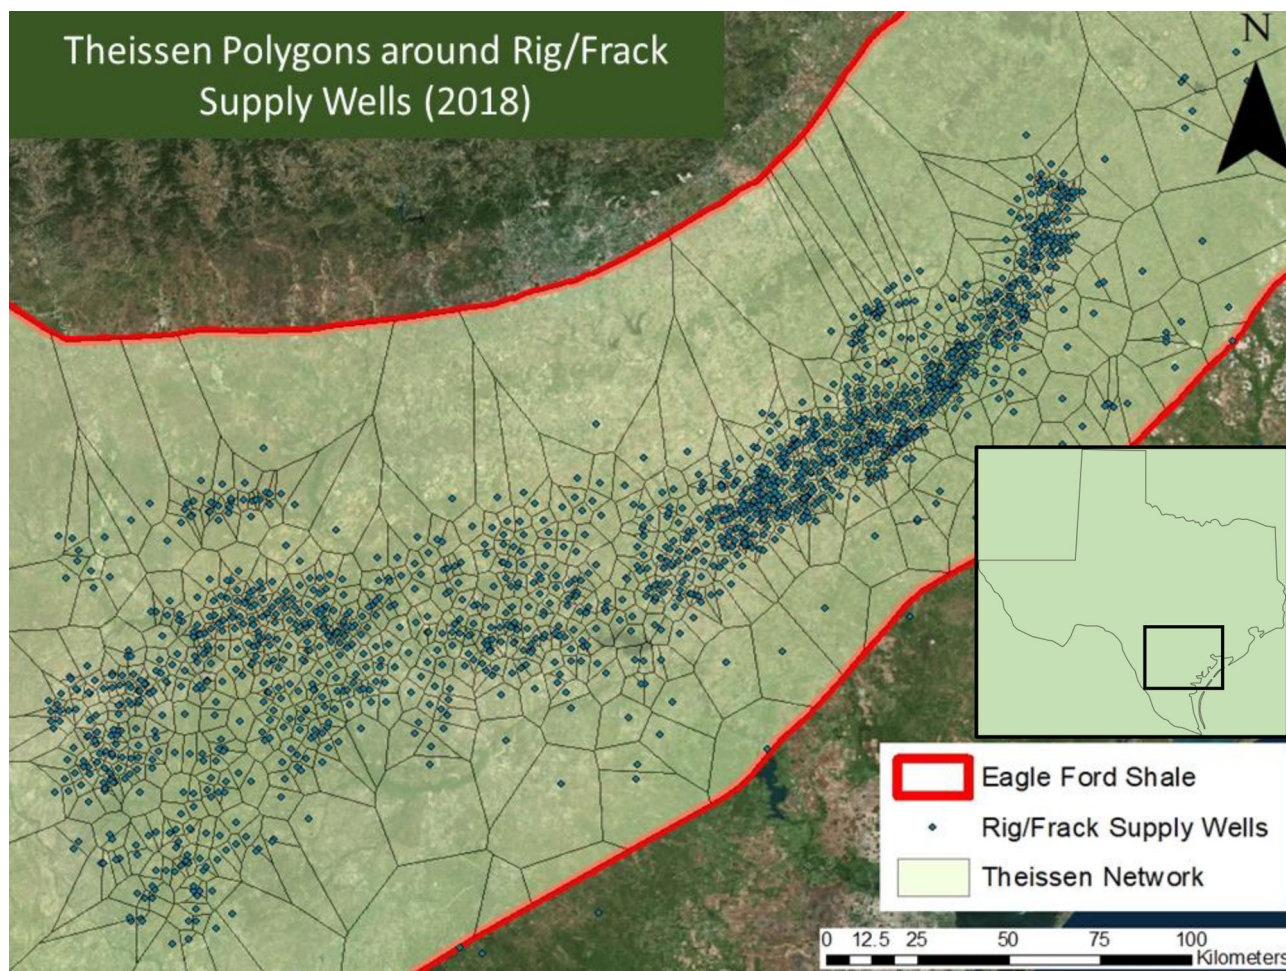 Theissen Polygons around Rig/Frack
Supply Wells (2018)
N
Eagle Ford Shale
Rig/Frack Supply Wells
Theissen Network
0 12.5 25 50 75 100
Kilometers